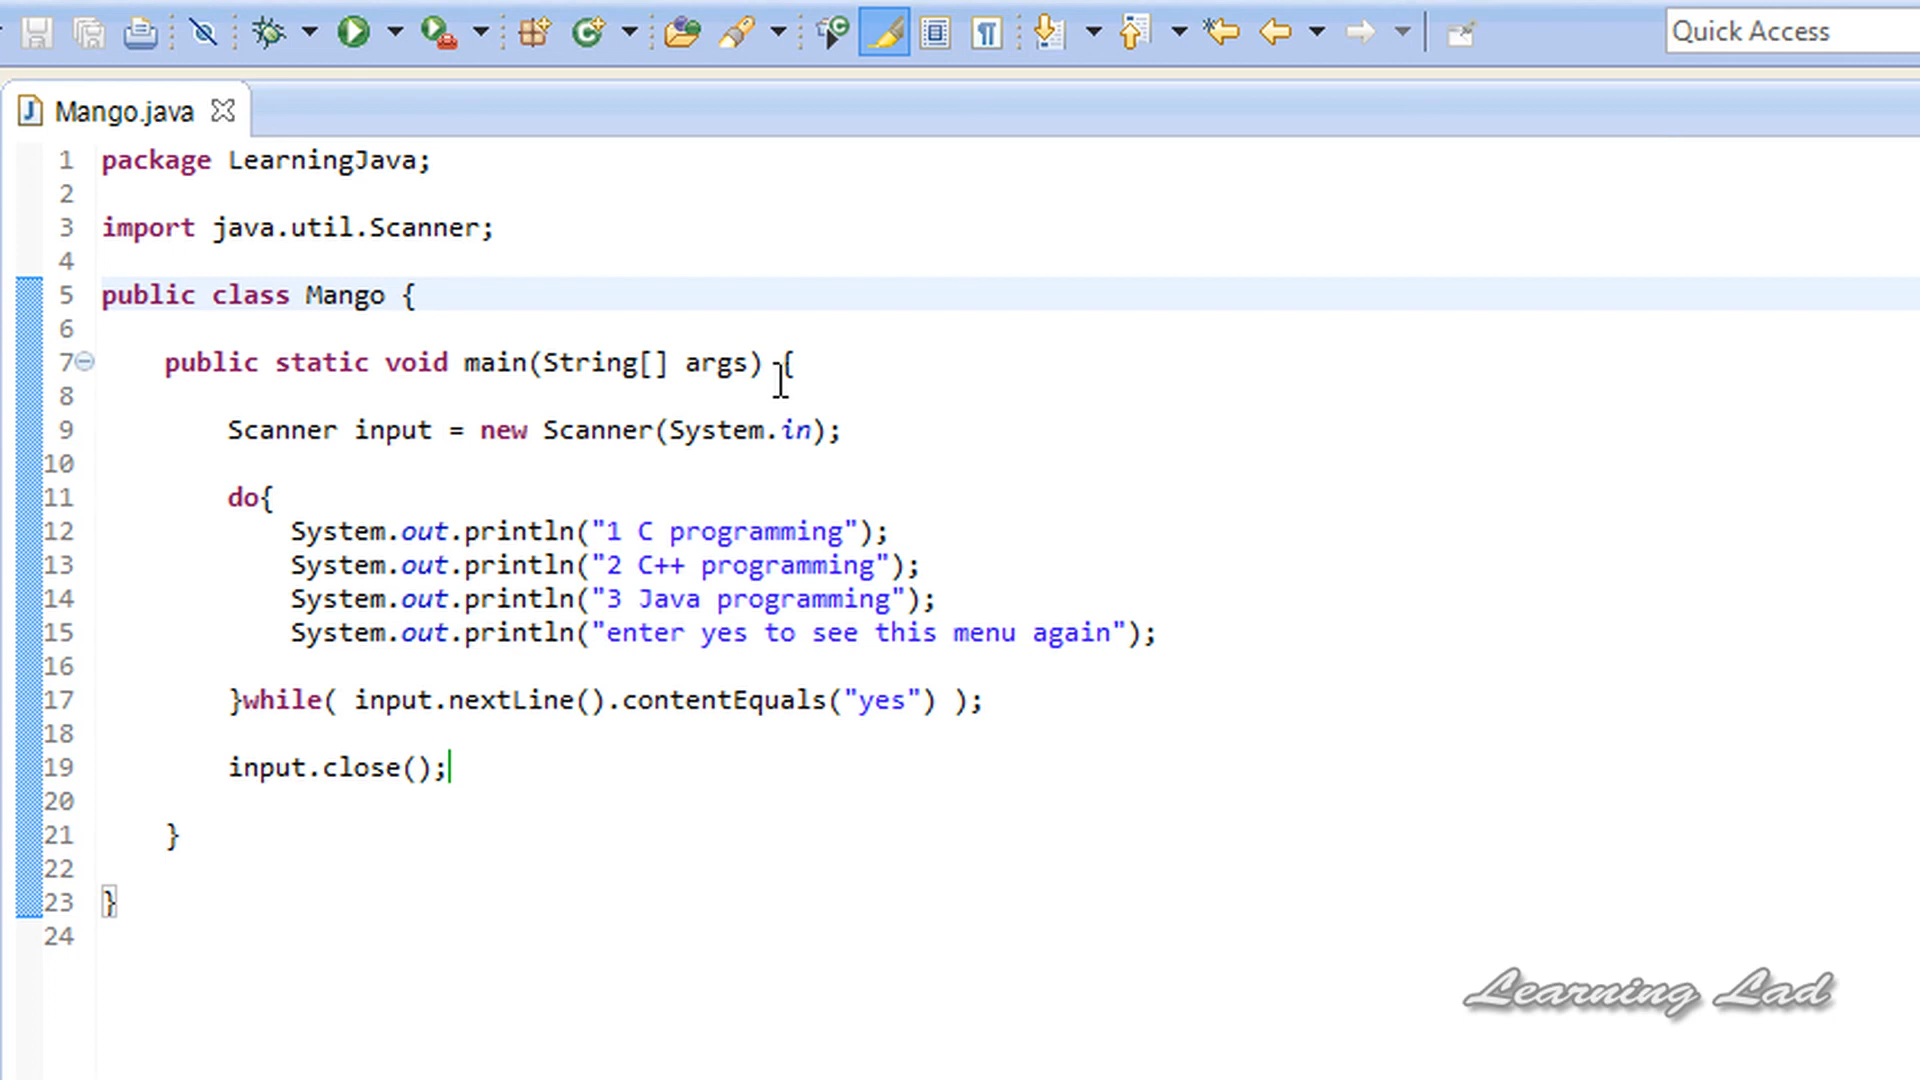 Quick Access
Mango.java
1 package LearningJava;
2
3 import java.util.Scanner;
4
5 public class Mango {
6
7 public static void main(String[] args) {
8
9 Scanner input = new Scanner(System.in);
10
11 do{
12 System.out.println("1 C programming");
13 System.out.println("2 C++ programming");
14 System.out.println("3 Java programming");
15 System.out.println("enter yes to see this menu again");
16
17 }while( input.nextLine().contentEquals("yes") );
18
19 input.close();
20
21 }
22
23 }
24
Learning Lad